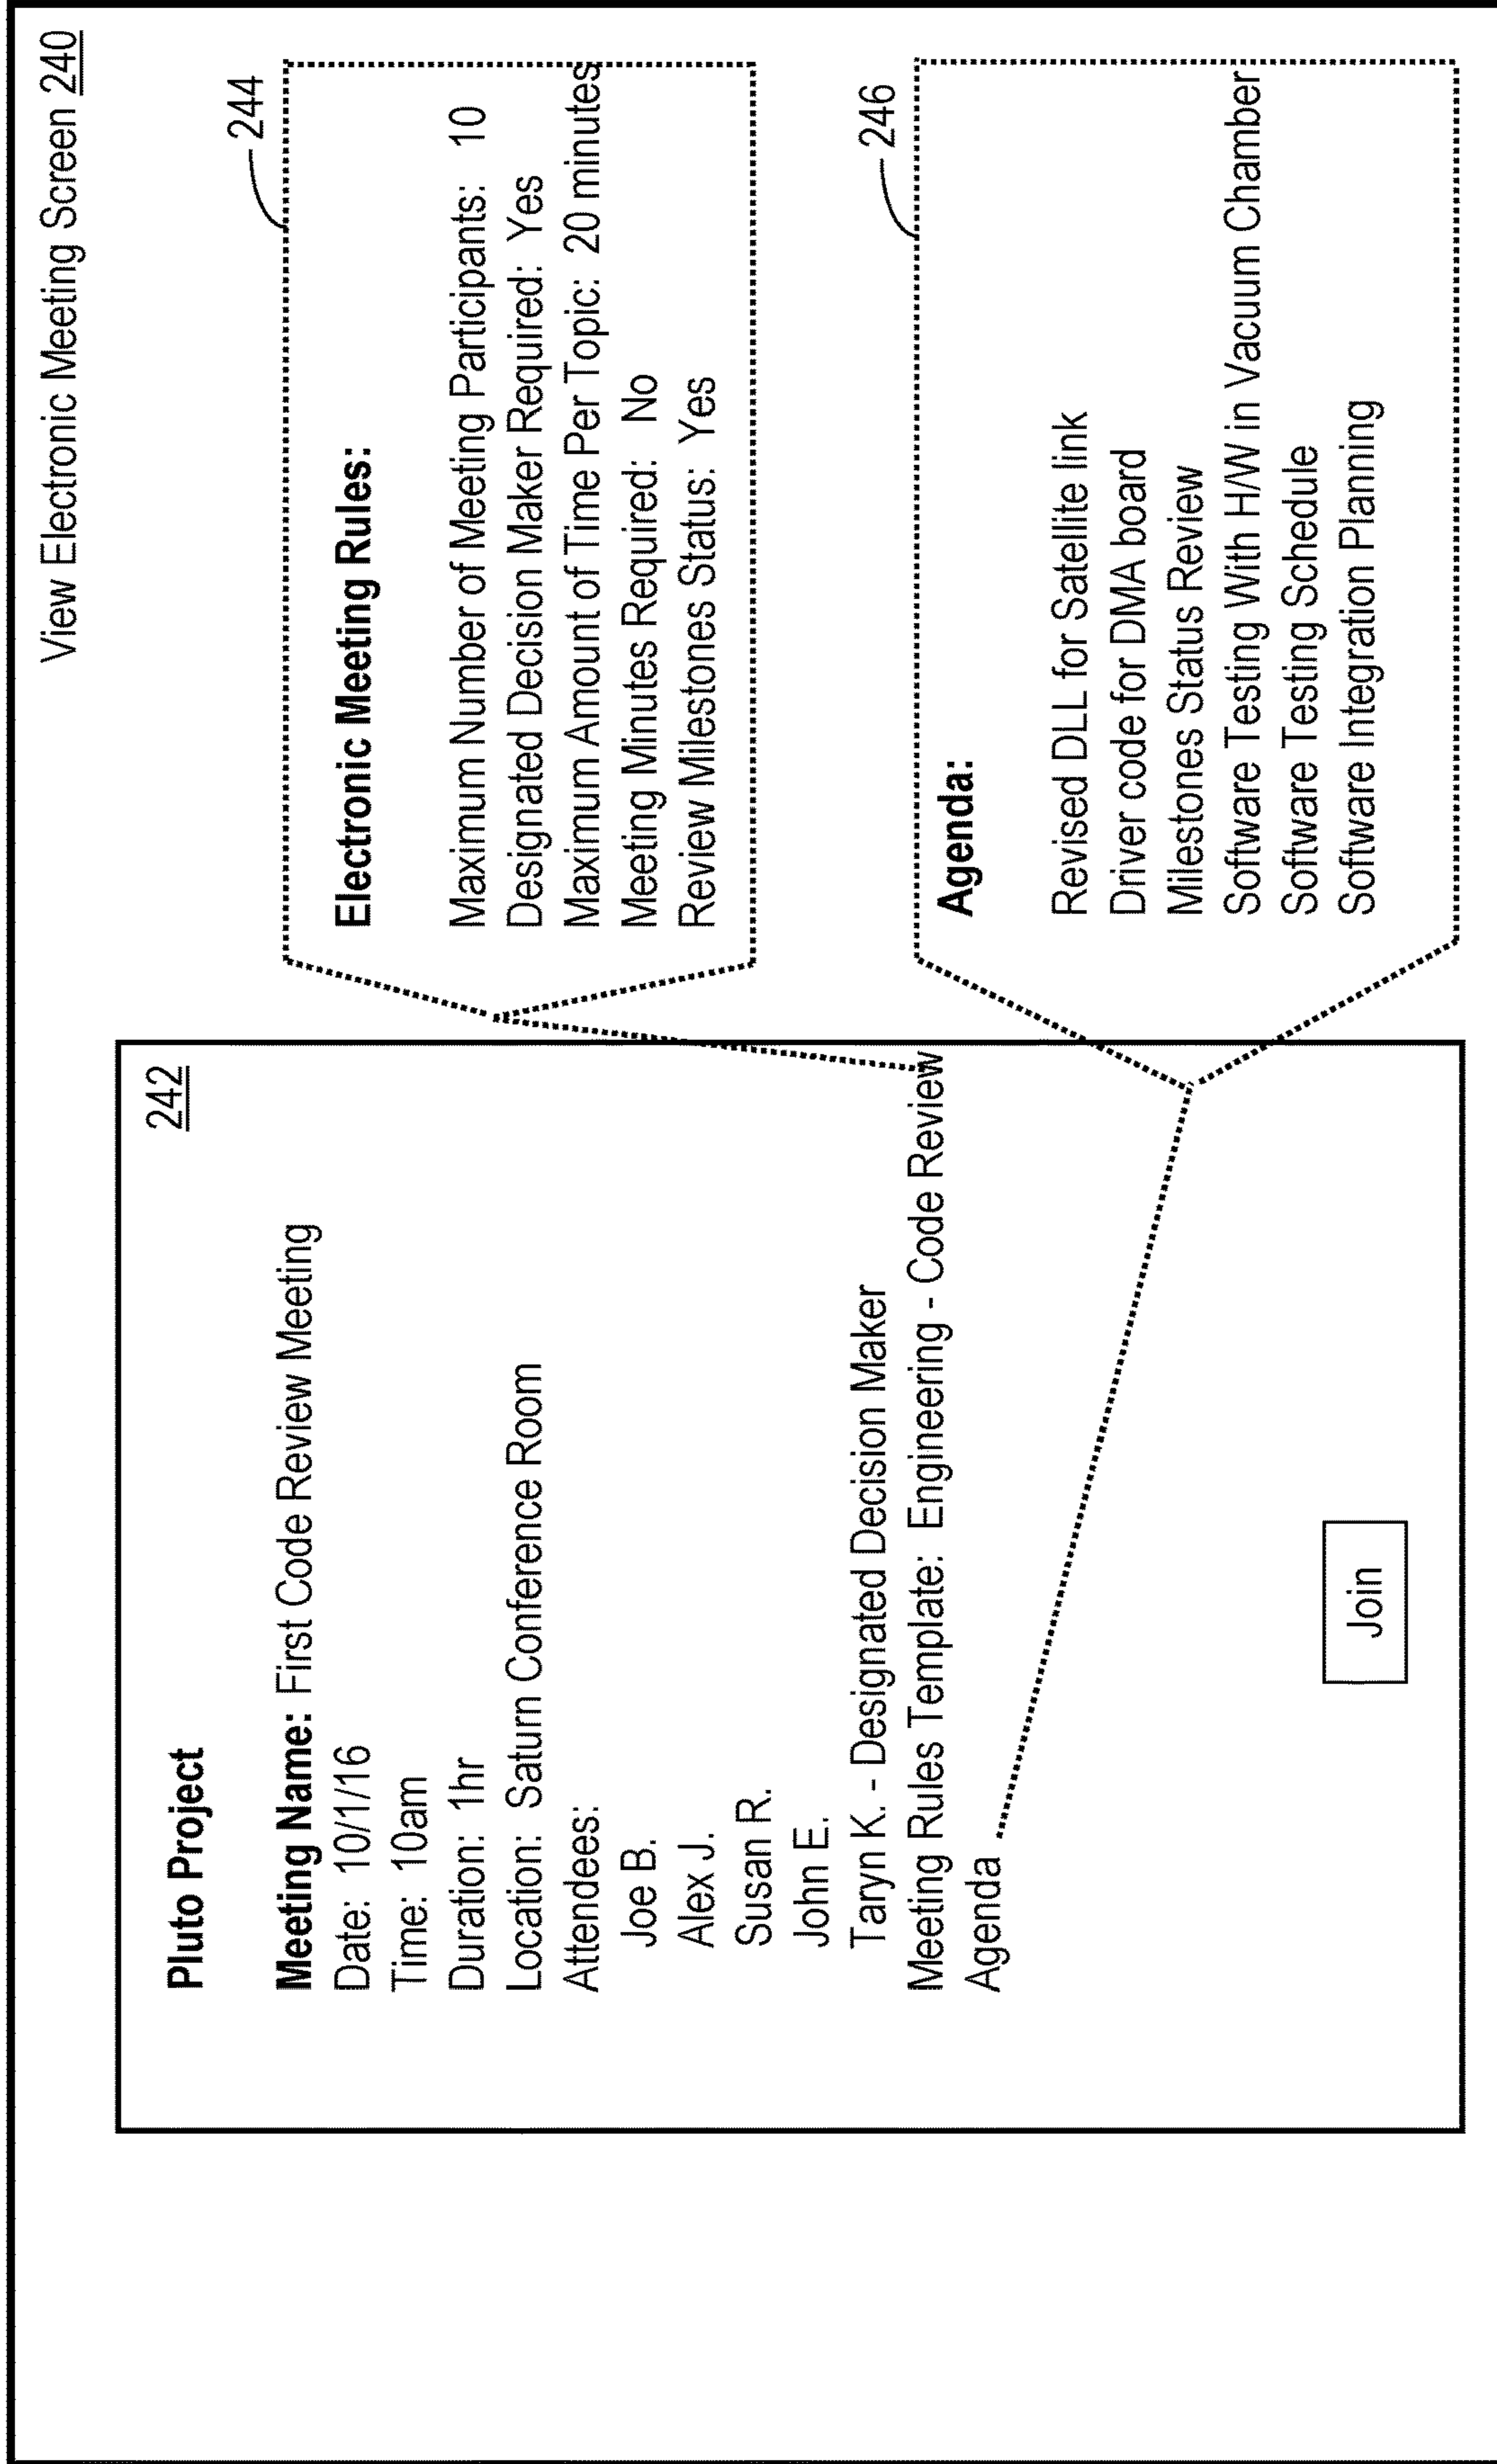 View Electronic Meeting Screen 240
242
Pluto Project
Meeting Name: First Code Review Meeting
Date: 10/1/16
Time: 10am
Duration: 1hr
Location: Saturn Conference Room
Attendees:
Joe B.
Alex J.
Susan R.
John E.
Taryn K. - Designated Decision Maker
Meeting Rules Template: Engineering - Code Review
Agenda
Join
244
Electronic Meeting Rules:
Maximum Number of Meeting Participants: 10
Designated Decision Maker Required: Yes
Maximum Amount of Time Per Topic: 20 minutes
Meeting Minutes Required: No
Review Milestones Status: Yes
246
Agenda:
Revised DLL for Satellite link
Driver code for DMA board
Milestones Status Review
Software Testing With H/W in Vacuum Chamber
Software Testing Schedule
Software Integration Planning